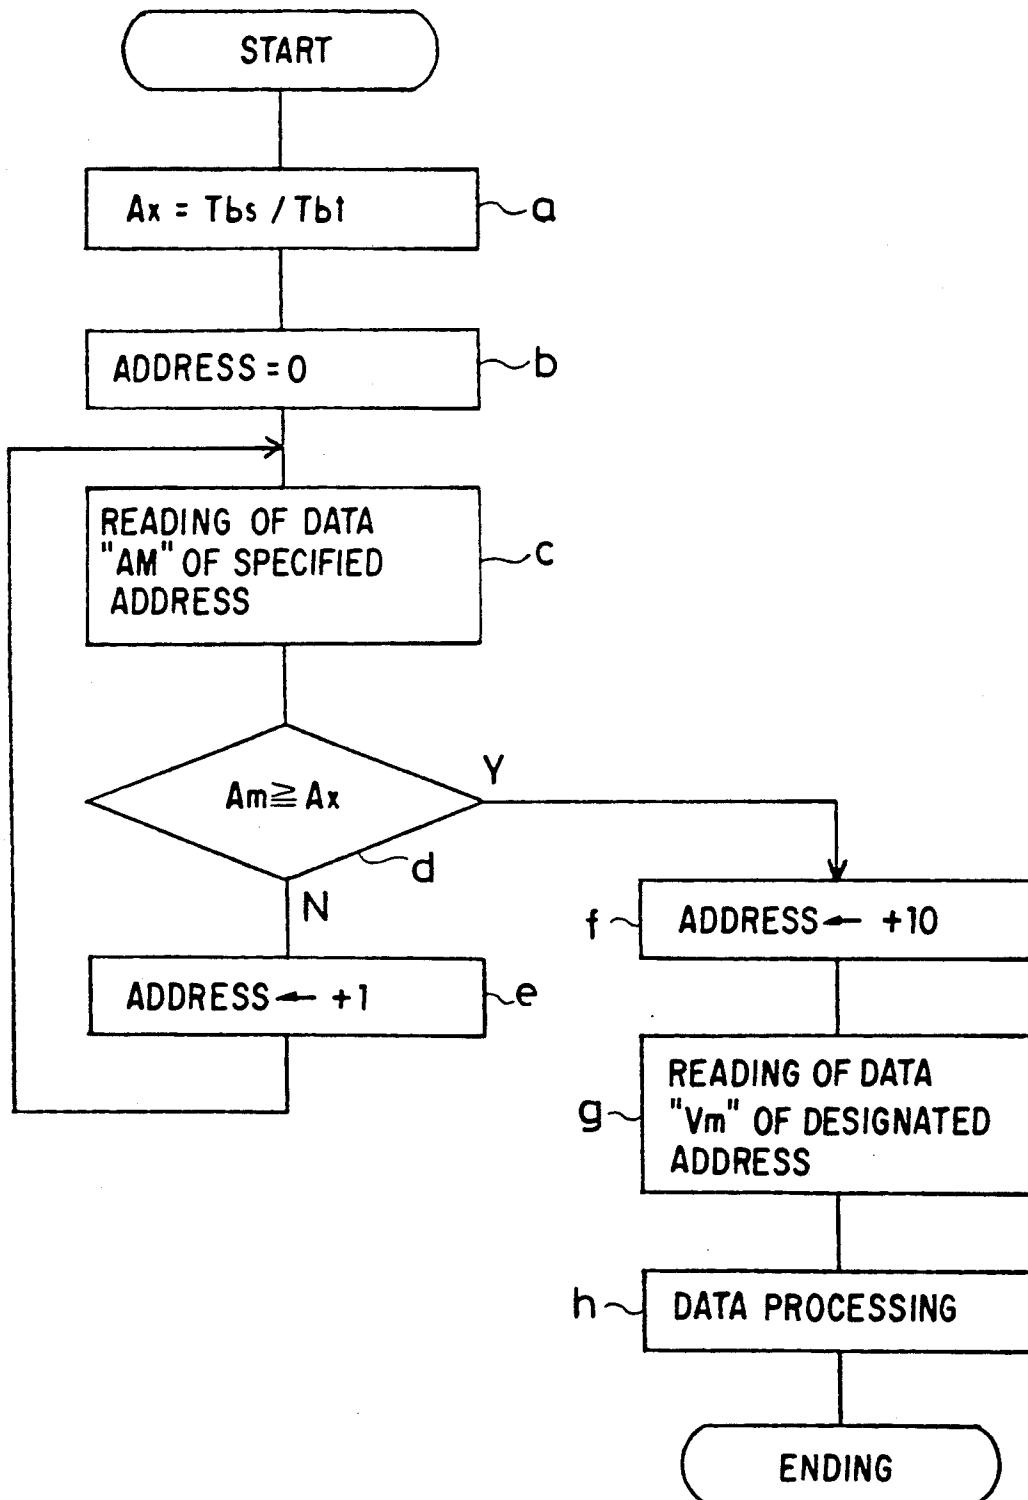 START
Ax = Tbs / Tbt
a
ADDRESS = 0
b
READING OF DATA
"AM" OF SPECIFIED
ADDRESS
c
Am ≧ Ax
Y
d
N
ADDRESS ← +1
e
f
ADDRESS ← +10
READING OF DATA
"Vm" OF DESIGNATED
ADDRESS
g
h
DATA PROCESSING
ENDING